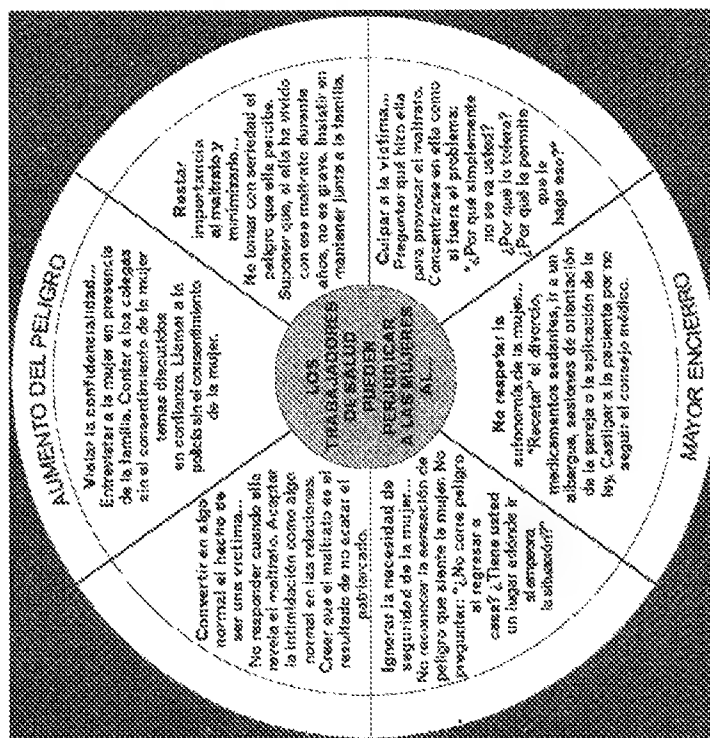 AUMENTO DEL PELIGRO
Violar la confidencialidad...
Entrevistar a la mujer en presencia
de la familia. Contar a los colegas
sin el consentimiento de la mujer
temas discutidos
en confianza. Llamar a la
policía sin el consentimiento
de la mujer.
Restar
importancia
al maltrato y
minimizarlo...
No tomar con seriedad el
peligro que ella percibe.
Suponer que, si ella ha vivido
con ese maltrato durante
años, no es grave. Insistir en
mantener junta a la familia.
Culpar a la víctima...
Preguntar qué hizo ella
para provocar el maltrato.
Concentrarse en ella como
si fuera el problema:
"¿Por qué simplemente
no se va usted?
¿Por qué lo tolera?
¿Por qué le permite
que le
haga eso?"
No respetar la
autonomía de la mujer...
"Recetar" el divorcio,
medicamentos sedantes, ir a un
albergue, sesiones de orientación
de la pareja o la aplicación de la
ley. Castigar a la paciente por no
seguir el consejo médico.
MAYOR ENCIERRO
Ignorar la necesidad de
seguridad de la mujer...
No reconocer la sensación de
peligro que siente la mujer. No
preguntar: "¿No corre peligro
al regresar a
casa? ¿Tiene usted
un lugar adonde ir
si empeora
la situación?"
Convertir en algo
normal el hecho de
ser una víctima...
No responder cuando ella
revela el maltrato. Aceptar
la intimidación como algo
normal en las relaciones.
Creer que el maltrato es el
resultado de no acatar el
patriarcado.
LOS
TRABAJADORES
DE SALUD
PUEDEN
PERJUDICAR
A LAS MUJERES
AL...